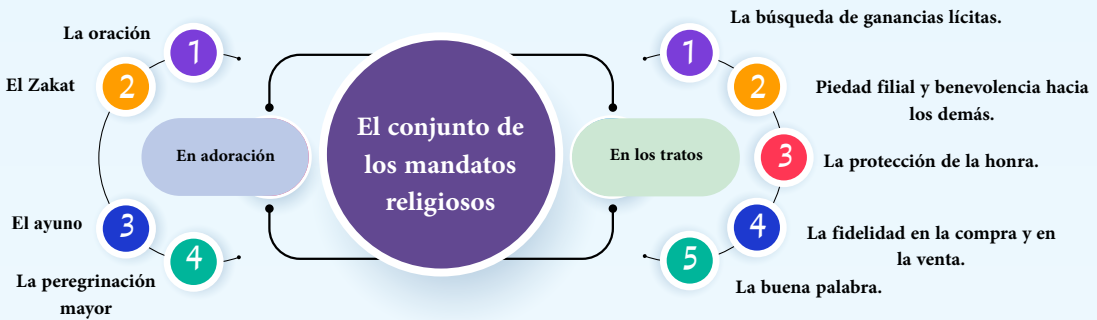 El conjunto de
los mandatos
religiosos
En adoración
1
La oración
2
El Zakat
3
El ayuno
4
La peregrinación
mayor
En los tratos
1
La búsqueda de ganancias lícitas.
2
Piedad filial y benevolencia hacia
los demás.
3
La protección de la honra.
4
La fidelidad en la compra y en
la venta.
5
La buena palabra.